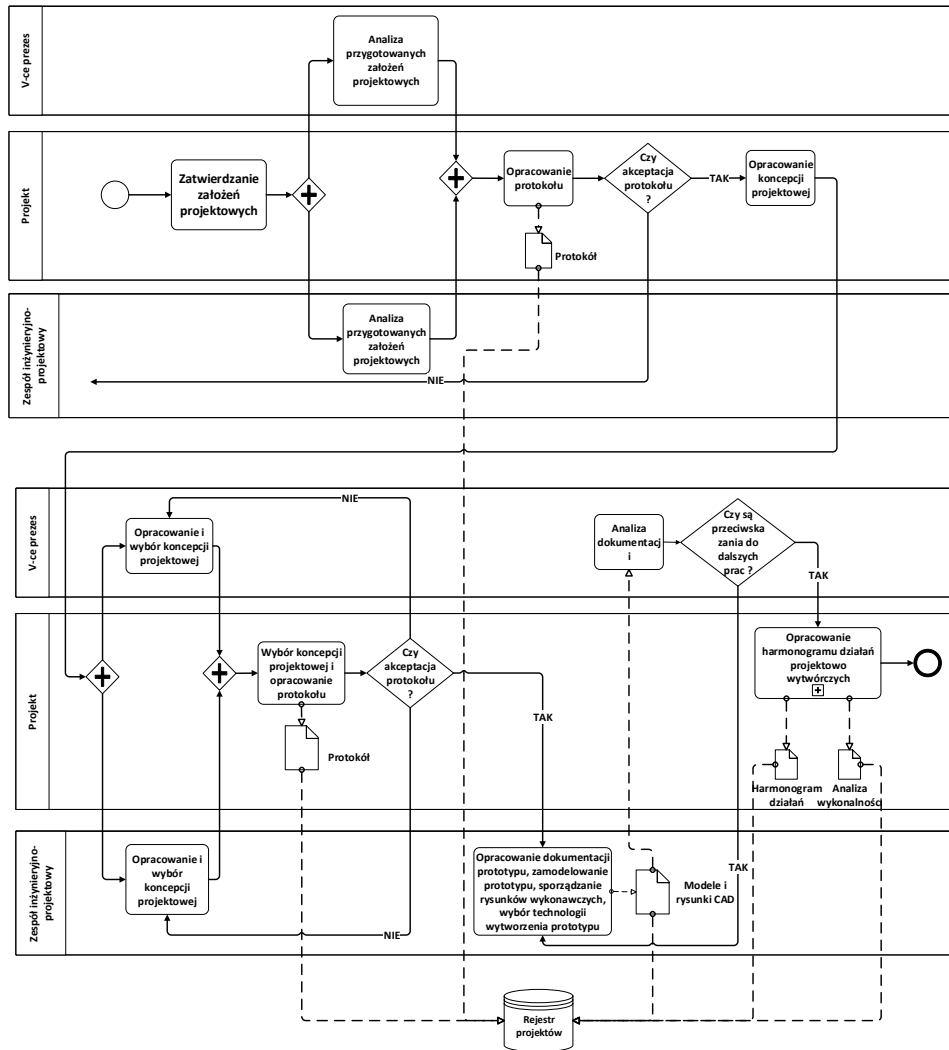 V-ce prezes
Analiza
przygotowanych
założeń
projektowych
Projekt
Zatwierdzanie
założeń
projektowych
Opracowanie
protokołu
Protokół
Czy
akceptacja
protokołu
?
TAK
Opracowanie
koncepcji
projektowej
NIE
Zespół inżynieryjno-
projektowy
Analiza
przygotowanych
założeń
projektowych
V-ce prezes
Opracowanie i
wybór koncepcji
projektowej
NIE
Analiza
dokumentacj
i
Czy są
przeciwska
zania do
dalszych
prac ?
TAK
Projekt
Wybór koncepcji
projektowej i
opracowanie
protokołu
Protokół
Czy
akceptacja
protokołu
?
TAK
Opracowanie
harmonogramu działań
projektowo
wytwórczych
Harmonogram
działań
Analiza
wykonalnośc
Zespół inżynieryjno-
projektowy
Opracowanie i
wybór
koncepcji
projektowej
NIE
Opracowanie dokumentacji
prototypu, zamodelowanie
prototypu, sporządzanie
rysunków wykonawczych,
wybór technologii
wytworzenia prototypu
Modele i
rysunki CAD
TAK
Rejestr
projektów